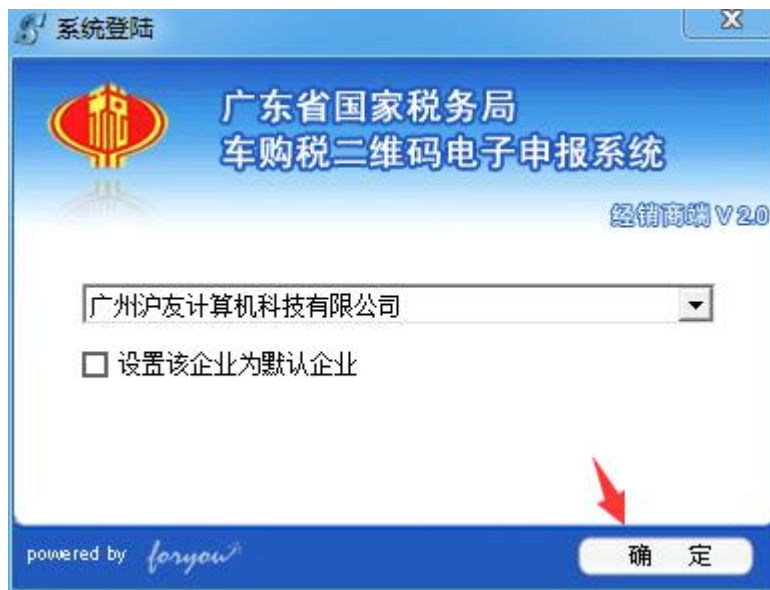 系统登陆
广东省国家税务局
车购税二维码电子申报系统
经销商端 V 2.0
广州沪友计算机科技有限公司
设置该企业为默认企业
powered by foryou
确 定